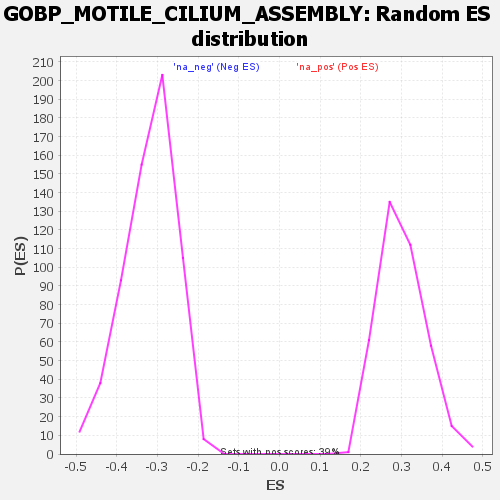 GOBP_MOTILE_CILIUM_ASSEMBLY: Random ES
distribution
'na_neg' (Neg ES)
'na_pos' (Pos ES)
210
200
190
180
170
160
150
140
130
120
110
100
90
80
70
60
50
40
30
20
10
0
P(ES)
Sets with pos scores: 39%
-0.5 -0.4 -0.3 -0.2 -0.1 0.0 0.1 0.2 0.3 0.4 0.5
ES